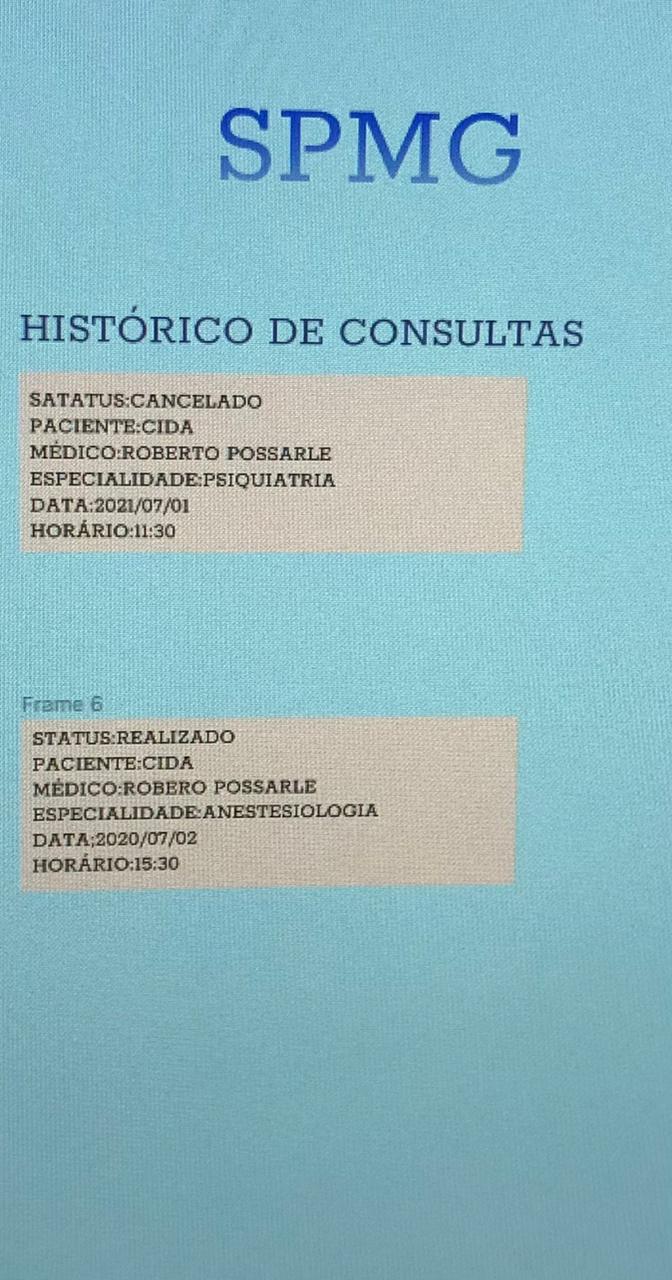 SPMG
HISTÓRICO DE CONSULTAS
SATATUS:CANCELADO
PACIENTE:CIDA
MÉDICO:ROBERTO POSSARLE
ESPECIALIDADE:PSIQUIATRIA
DATA:2021/07/01
HORÁRIO:11:30
Frame 6
STATUS:REALIZADO
PACIENTE:CIDA
MÉDICO:ROBERO POSSARLE
ESPECIALIDADE:ANESTESIOLOGIA
DATA;2020/07/02
HORÁRIO:15:30